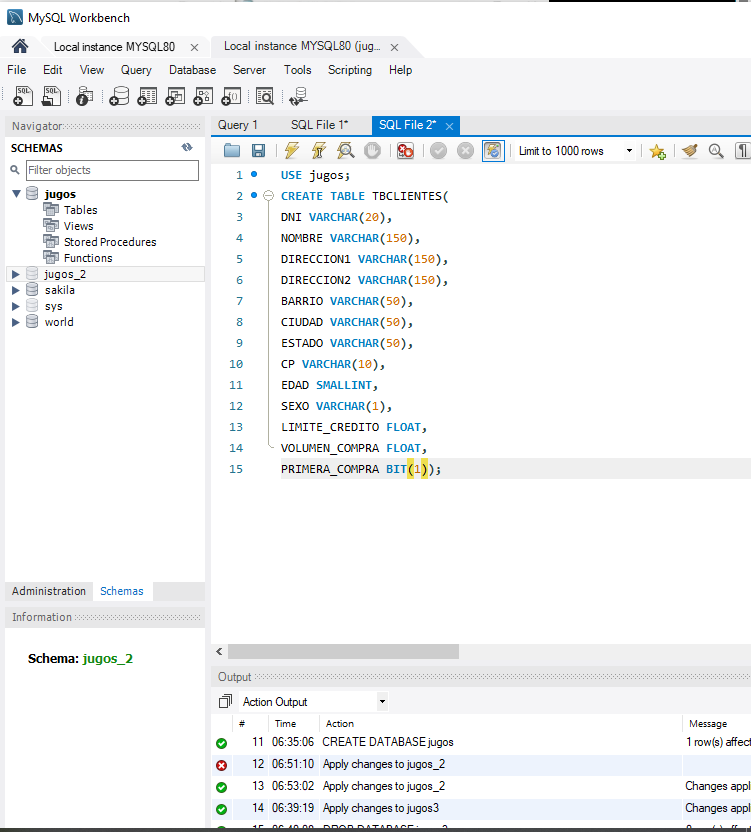 MySQL Workbench
Local instance MYSQL80 ×
Local instance MYSQL80 (jug... ×
File Edit View Query Database Server Tools Scripting Help
Navigator
SCHEMAS
Filter objects
jugos
Tables
Views
Stored Procedures
Functions
jugos_2
sakila
sys
world
Administration Schemas
Information
Schema: jugos_2
Query 1 SQL File 1* SQL File 2* ×
Limit to 1000 rows
1 USE jugos;
2 CREATE TABLE TBCLIENTES(
3 DNI VARCHAR(20),
4 NOMBRE VARCHAR(150),
5 DIRECCION1 VARCHAR(150),
6 DIRECCION2 VARCHAR(150),
7 BARRIO VARCHAR(50),
8 CIUDAD VARCHAR(50),
9 ESTADO VARCHAR(50),
10 CP VARCHAR(10),
11 EDAD SMALLINT,
12 SEXO VARCHAR(1),
13 LIMITE_CREDITO FLOAT,
14 VOLUMEN_COMPRA FLOAT,
15 PRIMERA_COMPRA BIT(1));
Output
Action Output
# Time Action Message
11 06:35:06 CREATE DATABASE jugos 1 row(s) affect
12 06:51:10 Apply changes to jugos_2
13 06:53:02 Apply changes to jugos_2 Changes appl
14 06:39:19 Apply changes to jugos3 Changes appl